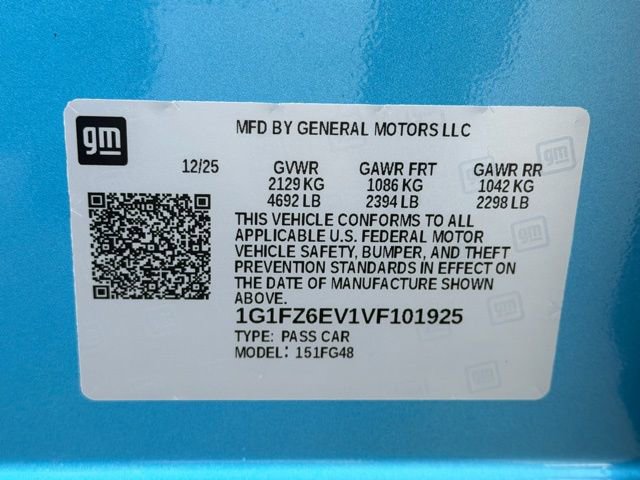 gm
MFD BY GENERAL MOTORS LLC
12/25 GVWR GAWR FRT GAWR RR
2129 KG 1086 KG 1042 KG
4692 LB 2394 LB 2298 LB
THIS VEHICLE CONFORMS TO ALL
APPLICABLE U.S. FEDERAL MOTOR
VEHICLE SAFETY, BUMPER, AND THEFT
PREVENTION STANDARDS IN EFFECT ON
THE DATE OF MANUFACTURE SHOWN
ABOVE.
1G1FZ6EV1VF101925
TYPE: PASS CAR
MODEL: 151FG48